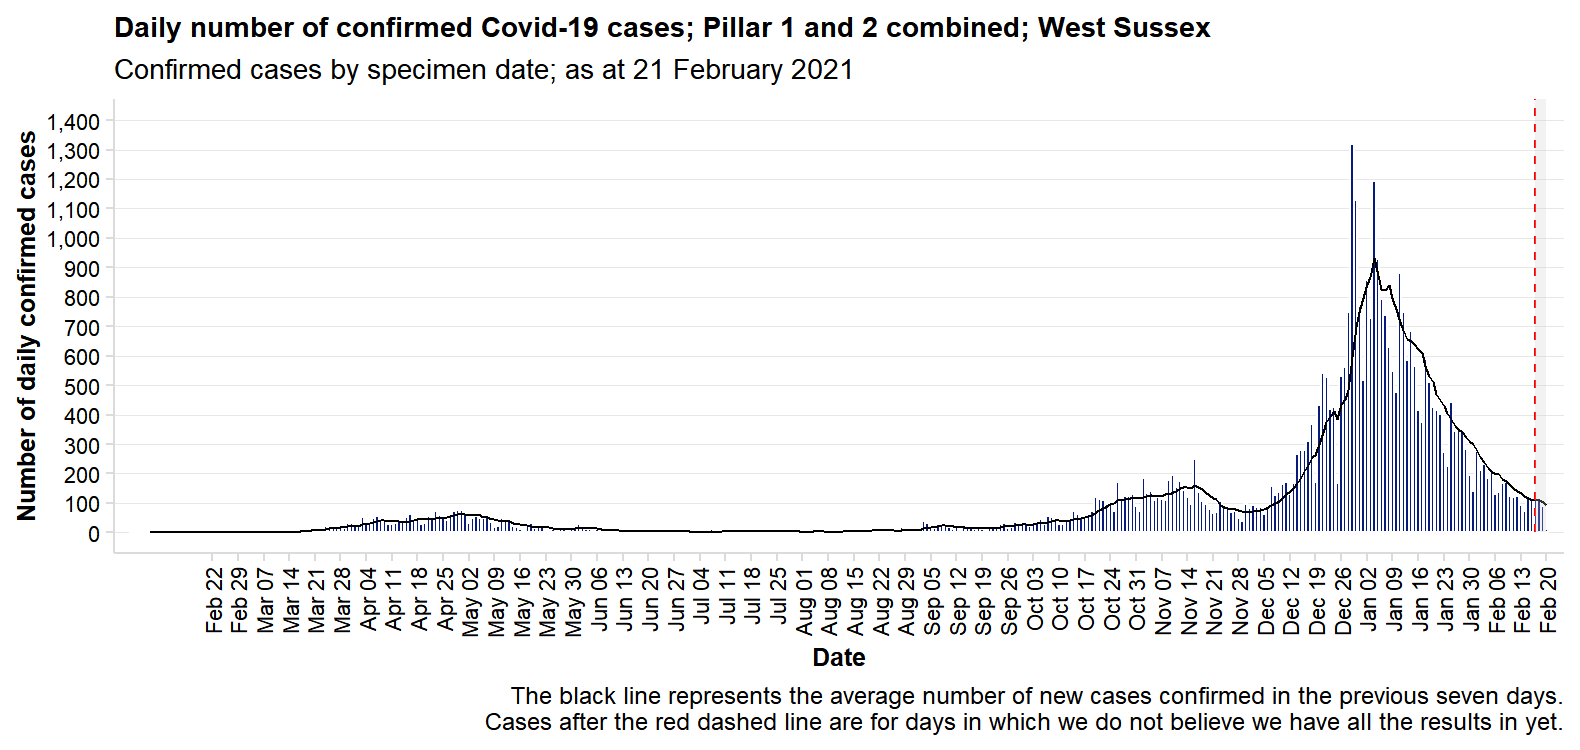 Daily number of confirmed Covid-19 cases; Pillar 1 and 2 combined; West Sussex
Confirmed cases by specimen date; as at 21 February 2021
Number of daily confirmed cases
1,400
1,300
1,200
1,100
1,000
900
800
700
600
500
400
300
200
100
0
Feb 22
Feb 29
Mar 07
Mar 14
Mar 21
Mar 28
Apr 04
Apr 11
Apr 18
Apr 25
May 02
May 09
May 16
May 23
May 30
Jun 06
Jun 13
Jun 20
Jun 27
Jul 04
Jul 11
Jul 18
Jul 25
Aug 01
Aug 08
Aug 15
Aug 22
Aug 29
Sep 05
Sep 12
Sep 19
Sep 26
Oct 03
Oct 10
Oct 17
Oct 24
Oct 31
Nov 07
Nov 14
Nov 21
Nov 28
Dec 05
Dec 12
Dec 19
Dec 26
Jan 02
Jan 09
Jan 16
Jan 23
Jan 30
Feb 06
Feb 13
Feb 20
Date
The black line represents the average number of new cases confirmed in the previous seven days.
Cases after the red dashed line are for days in which we do not believe we have all the results in yet.